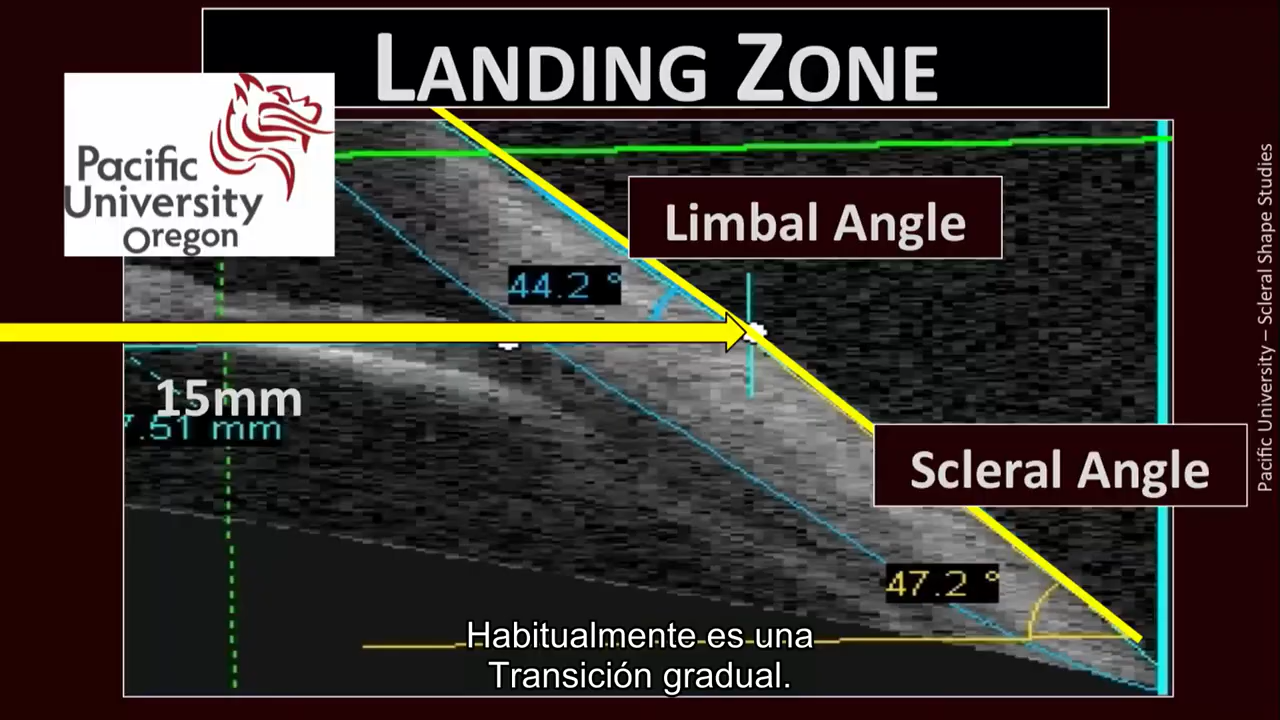 LANDING ZONE
Pacific
University
Oregon
Limbal Angle
44.2 °
15mm
7.51 mm
Scleral Angle
47.2 °
Habitualmente es una
Transición gradual.
Pacific University – Scleral Shape Studies